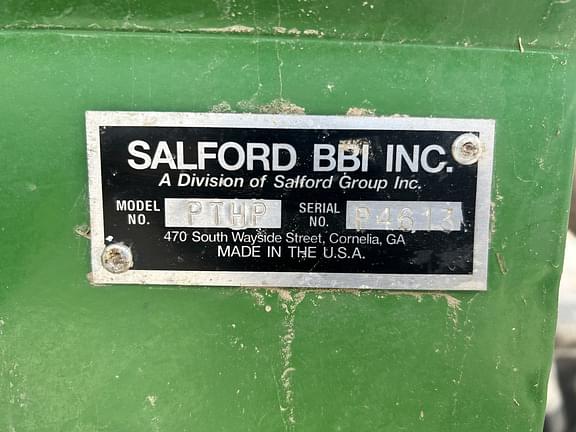 SALFORD BBI INC.
A Division of Salford Group Inc.
MODEL NO. PTHP SERIAL NO. P4613
470 South Wayside Street, Cornelia, GA
MADE IN THE U.S.A.